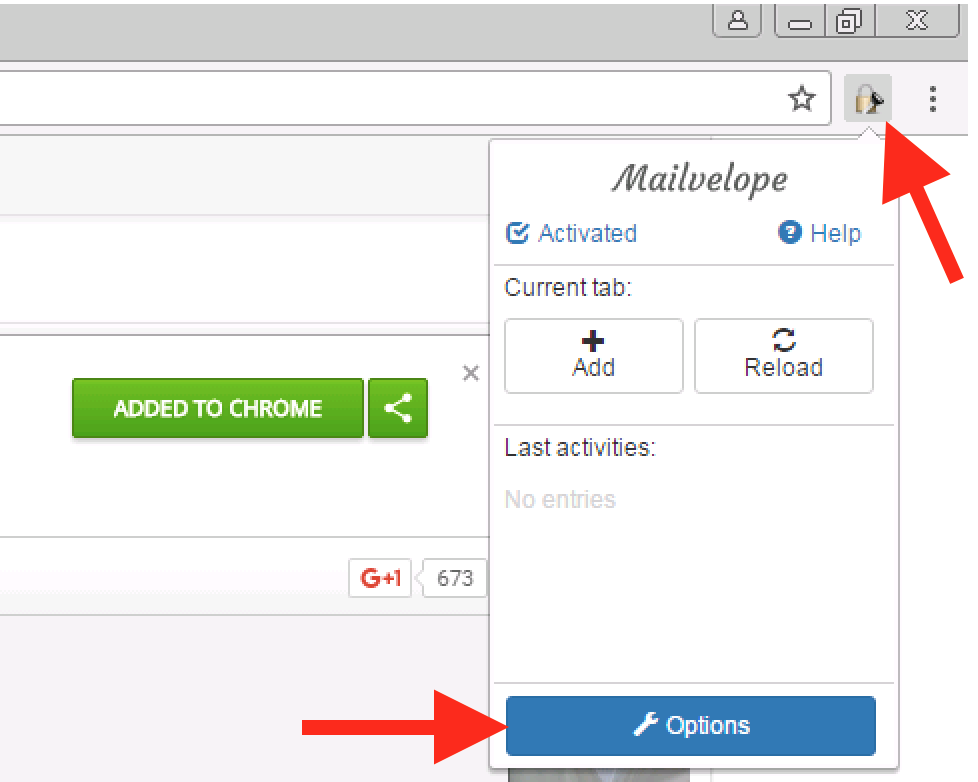 Mailvelope
Activated
Help
Current tab:
Add
Reload
ADDED TO CHROME
Last activities:
No entries
G+1
673
Options